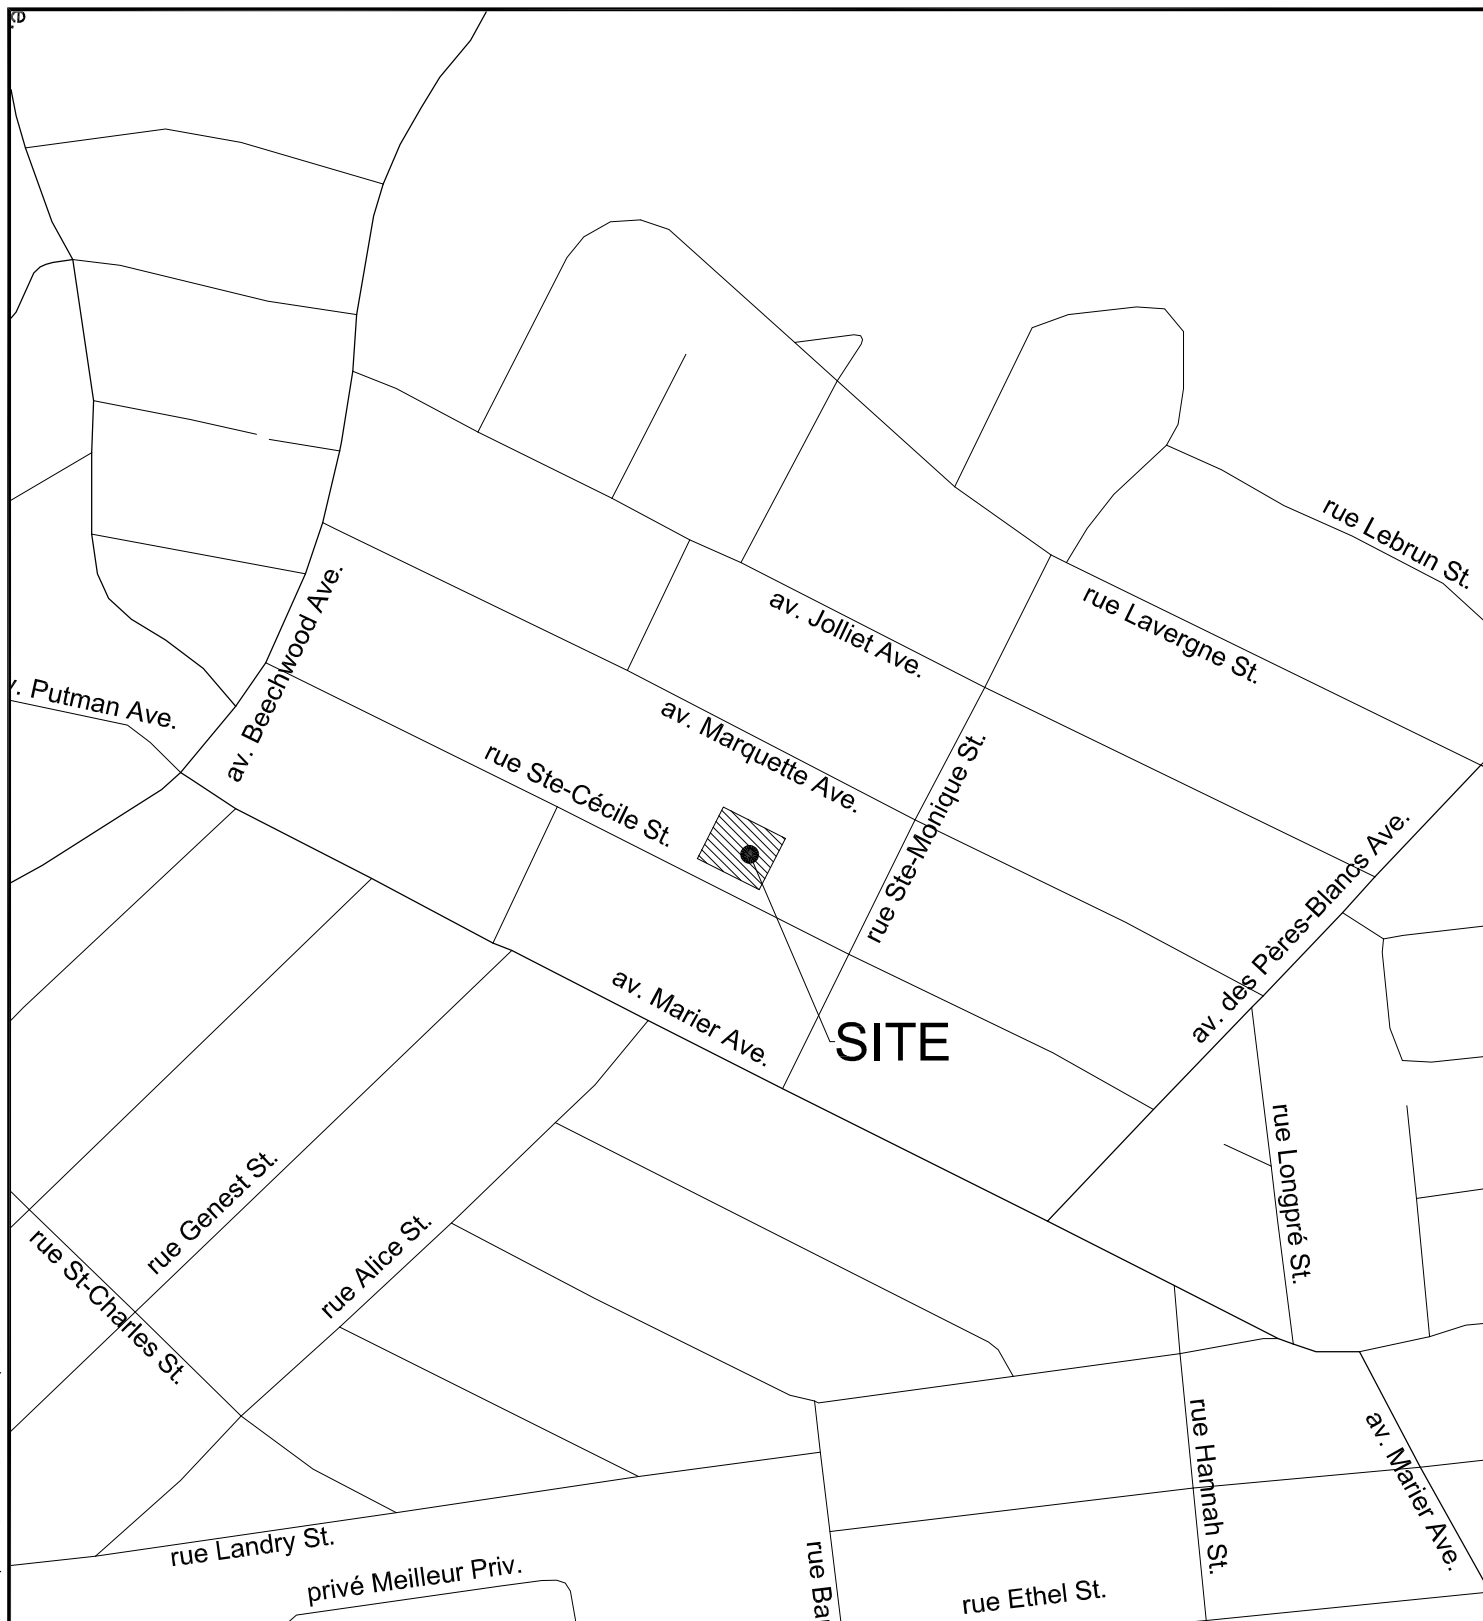 rue Lebrun St.
av. Jolliet Ave.
rue Lavergne St.
av. Beechwood Ave.
Putman Ave.
av. Marquette Ave.
rue Ste-Cécile St.
rue Ste-Monique St.
av. des Pères-Blancs Ave.
av. Marier Ave.
SITE
rue Longpré St.
rue Genest St.
rue Alice St.
rue St-Charles St.
rue Hannah St.
av. Marier Ave.
rue Landry St.
privé Meilleur Priv.
rue
rue Ethel St.